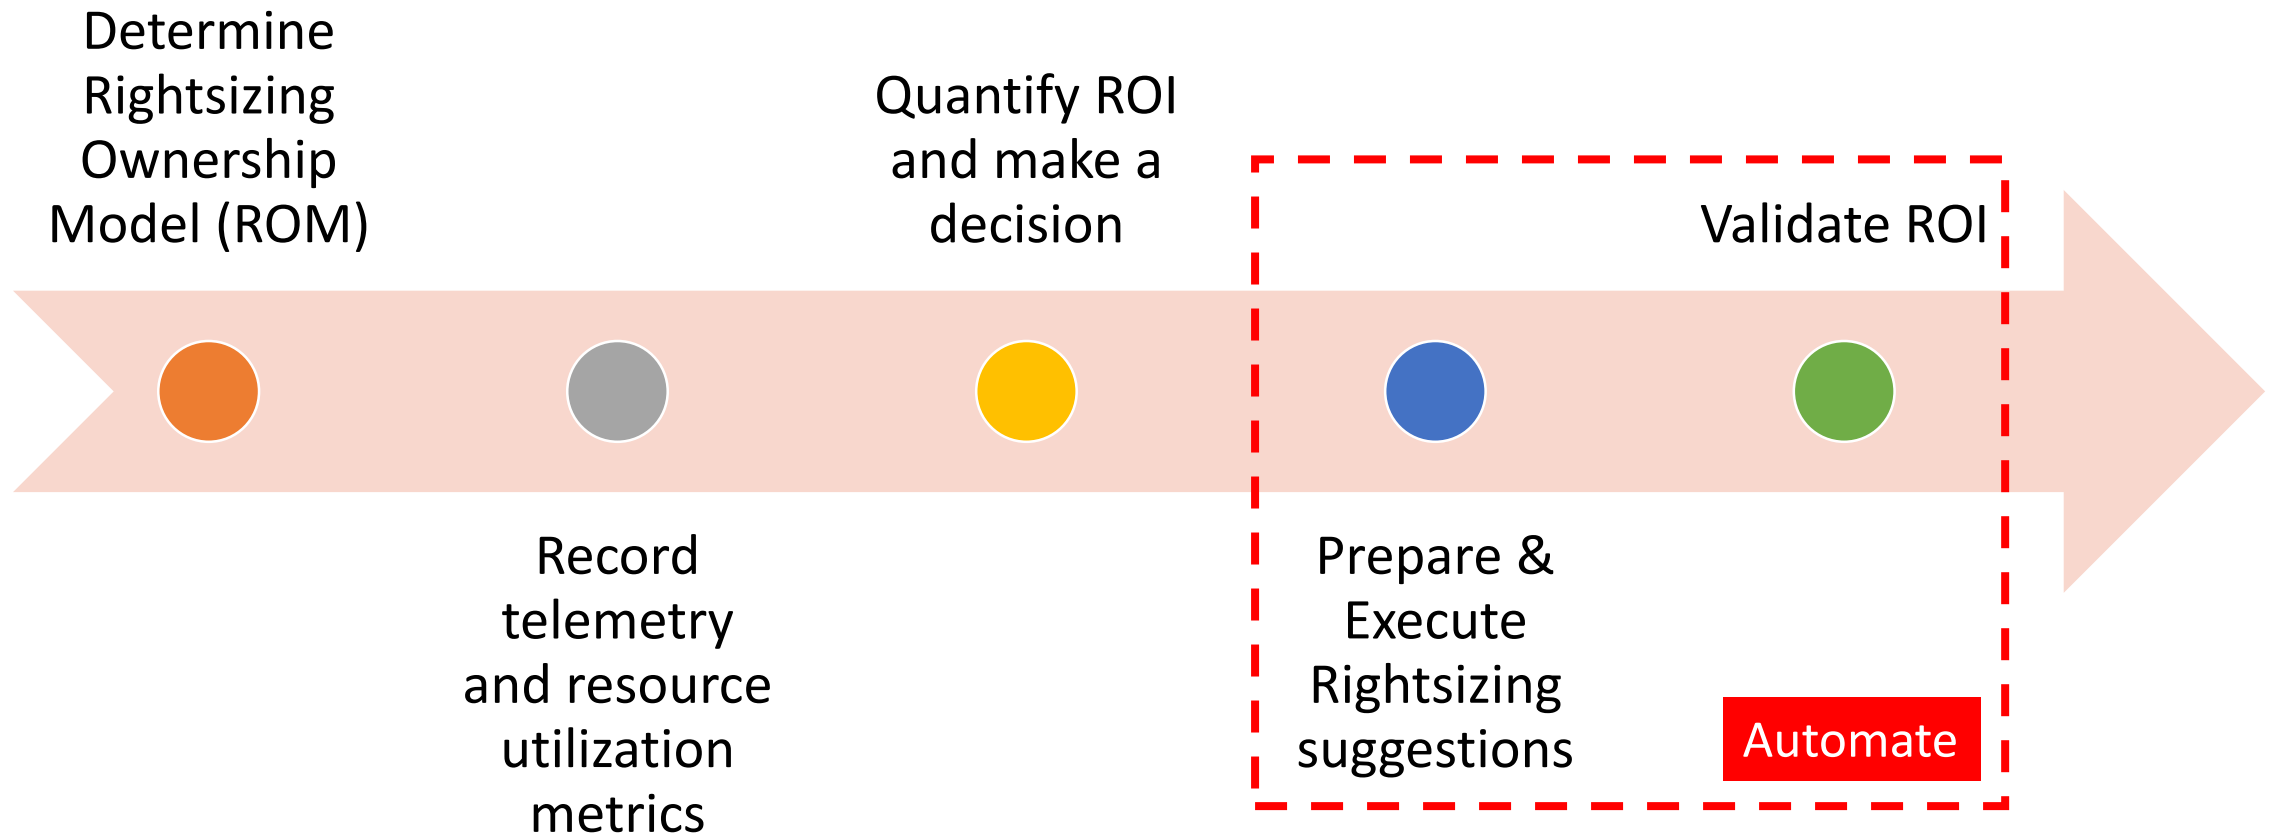 Determine
Rightsizing
Ownership
Model (ROM)
Record
telemetry
and resource
utilization
metrics
Quantify ROI
and make a
decision
Prepare &
Execute
Rightsizing
suggestions
Validate ROI
Automate